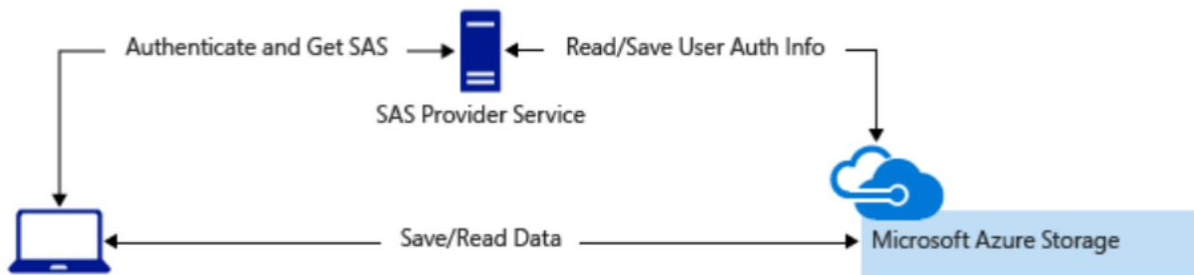 Authenticate and Get SAS
Read/Save User Auth Info
SAS Provider Service
Save/Read Data
Microsoft Azure Storage